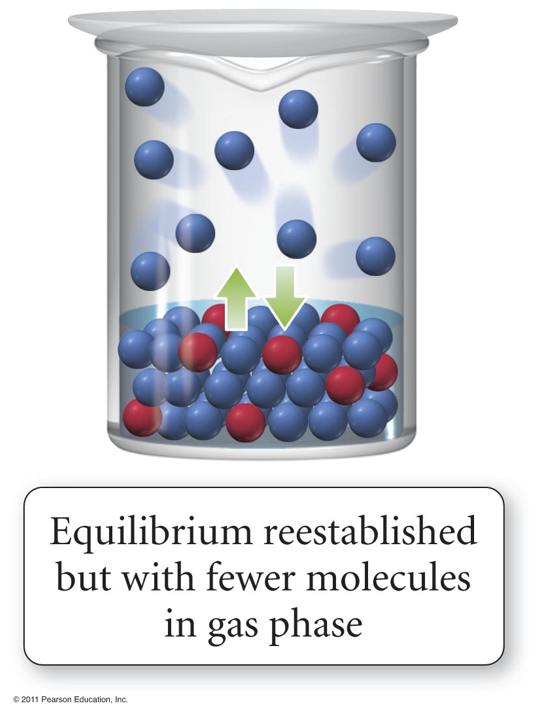 Equilibrium reestablished
but with fewer molecules
in gas phase
© 2011 Pearson Education, Inc.